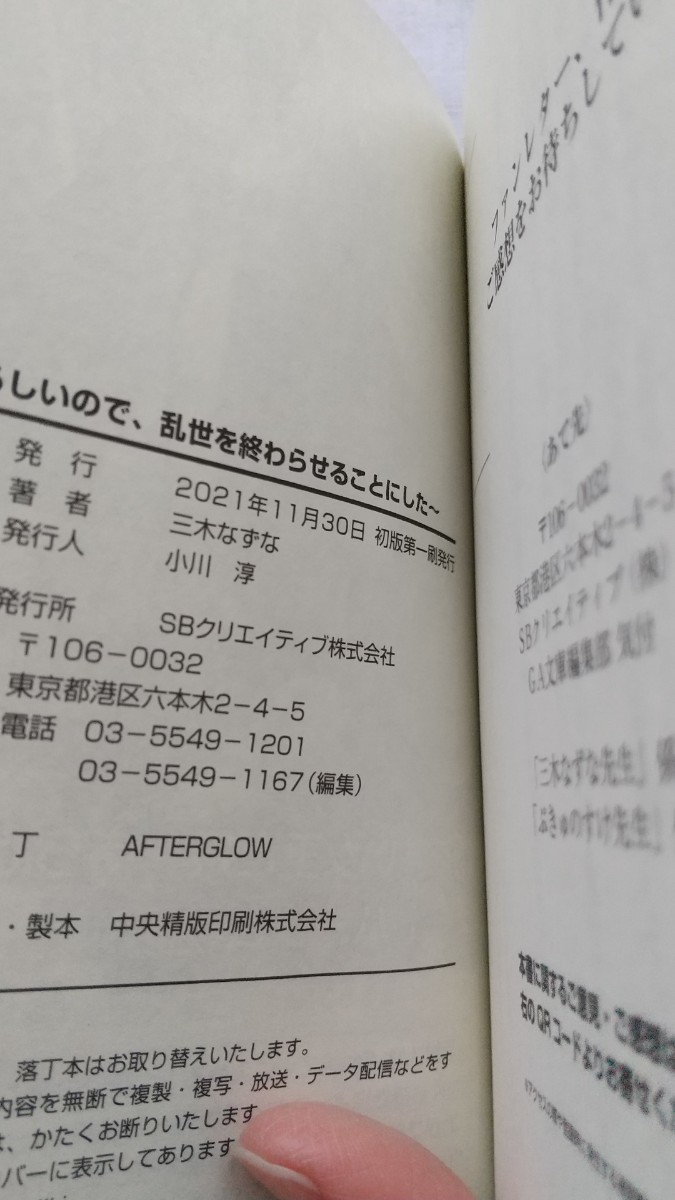 しいので、乱世を終わらせることにした～
発 行 2021年11月30日 初版第一刷発行
著 者 三木なずな
発行人 小川 淳
発行所 SBクリエイティブ株式会社
〒106－0032
東京都港区六本木2－4－5
電話 03－5549－1201
03－5549－1167(編集)
丁 AFTERGLOW
・製本 中央精版印刷株式会社
落丁本はお取り替えいたします。
内容を無断で複製・複写・放送・データ配信などをす
は、かたくお断りいたします
バーに表示してあります
ファンレター、
ご感想をお待ちして
〈あて先〉
〒106－0032
東京都港区六本木2－4－5
SBクリエイティブ(株)
GA文庫編集部 気付
「三木なずな先生」
「ぷきゅのすけ先生」
本書に関するご意見・ご感想は
右のQRコードよりお寄せくだ